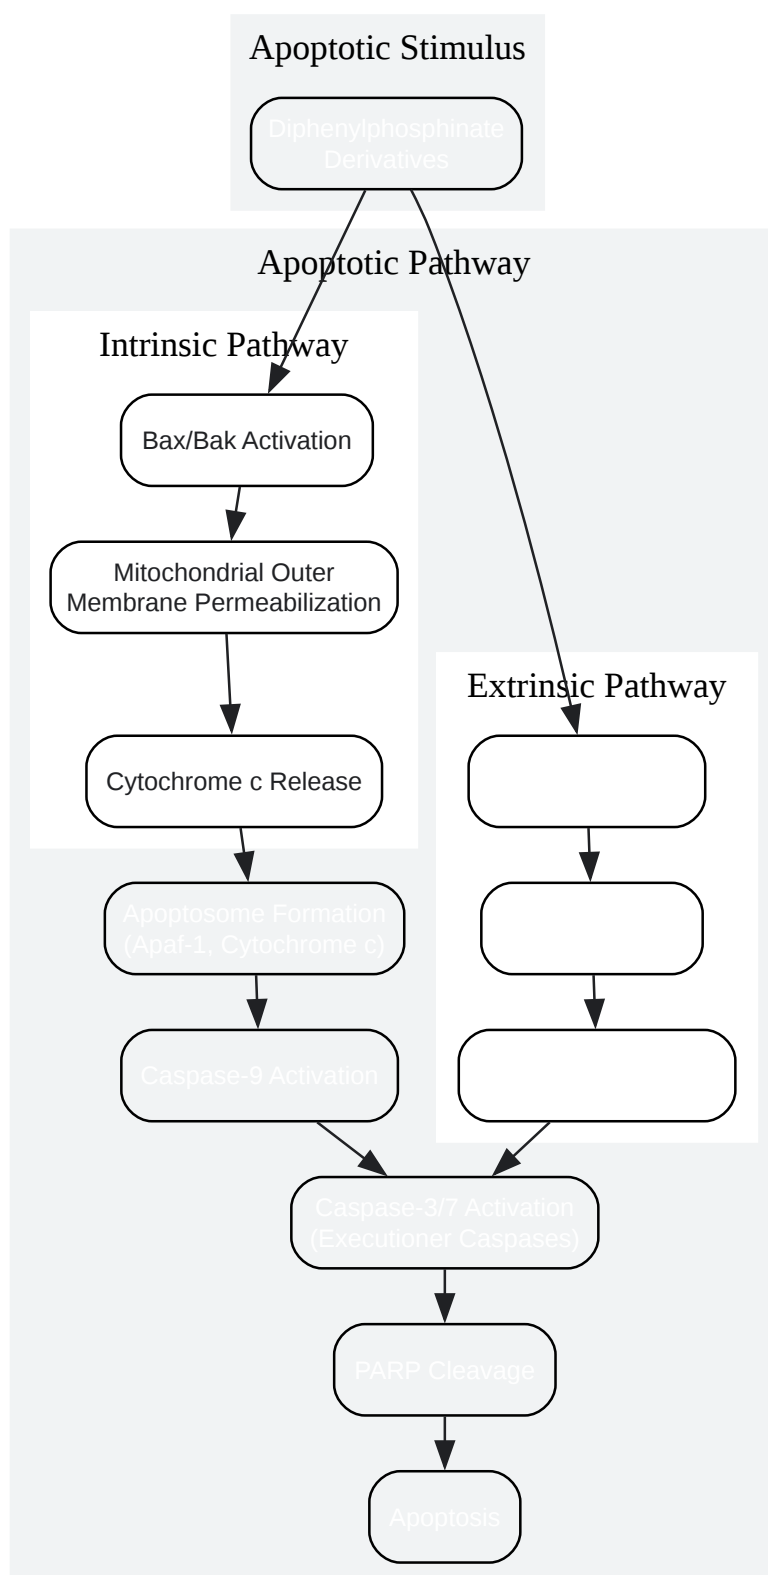 Apoptotic Stimulus
Diphenylphosphinate
Derivatives
Apoptotic Pathway
Intrinsic Pathway
Bax/Bak Activation
Mitochondrial Outer
Membrane Permeabilization
Extrinsic Pathway
Cytochrome c Release
Apoptosome Formation
(Apaf-1, Cytochrome c)
Caspase-9 Activation
Caspase-3/7 Activation
(Executioner Caspases)
PARP Cleavage
Apoptosis